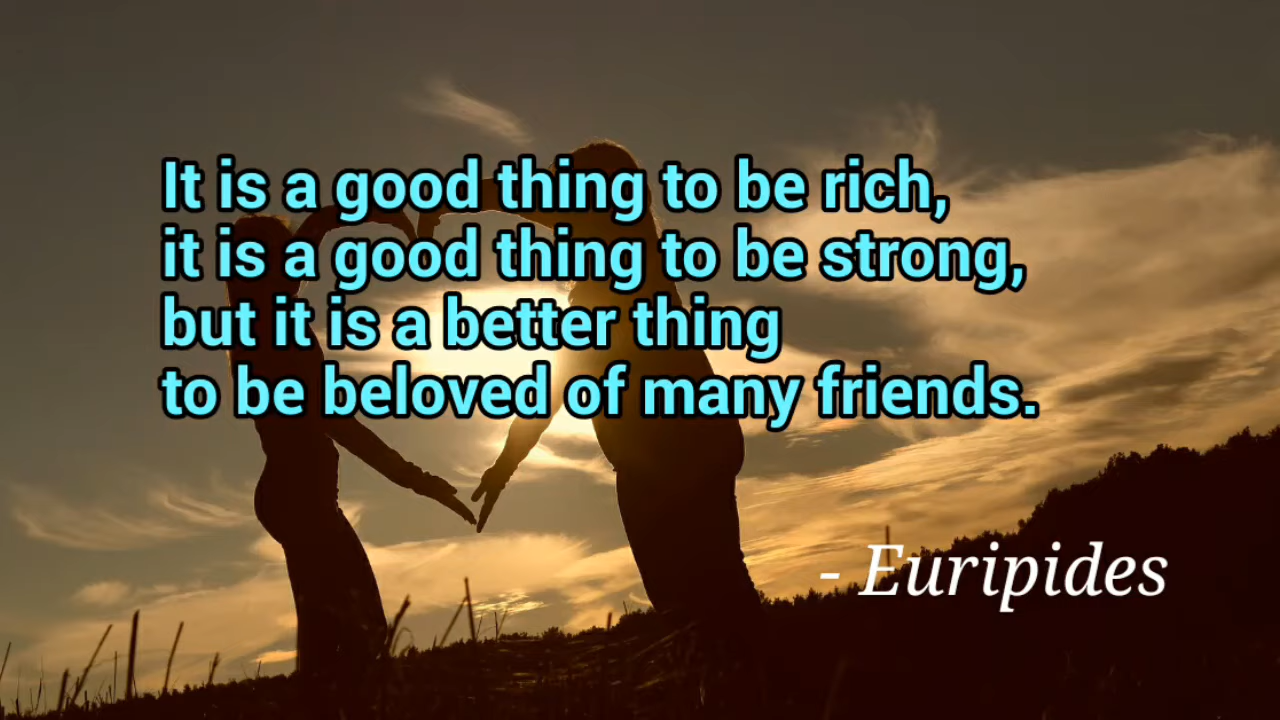 It is a good thing to be rich,
it is a good thing to be strong,
but it is a better thing
to be beloved of many friends.
- Euripides